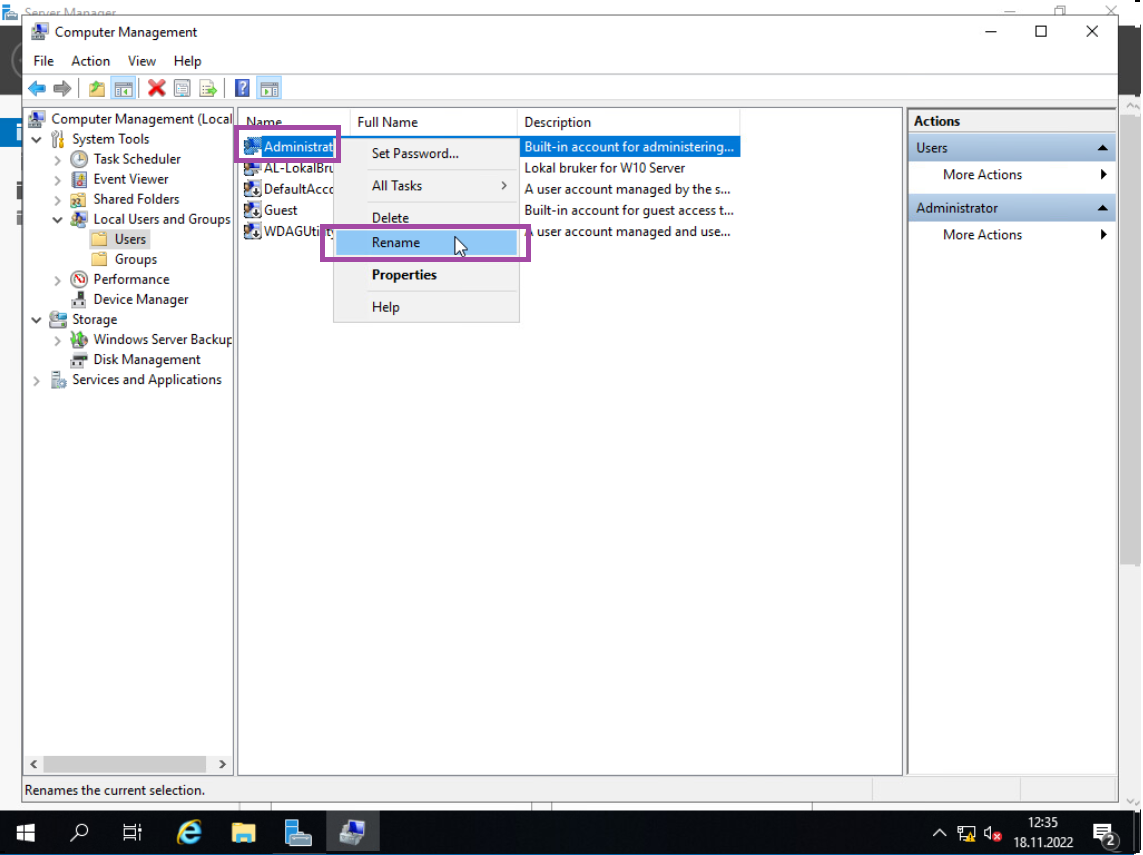 Server Manager
Computer Management
File Action View Help
Computer Management (Local
System Tools
Task Scheduler
Event Viewer
Shared Folders
Local Users and Groups
Users
Groups
Performance
Device Manager
Storage
Windows Server Backup
Disk Management
Services and Applications
Name Full Name Description
Administrat Built-in account for administering...
AL-LokalBru Lokal bruker for W10 Server
DefaultAcco A user account managed by the s...
Guest Built-in account for guest access t...
WDAGUtility A user account managed and use...
Set Password...
All Tasks
Delete
Rename
Properties
Help
Actions
Users
More Actions
Administrator
More Actions
Renames the current selection.
12:35
18.11.2022
2